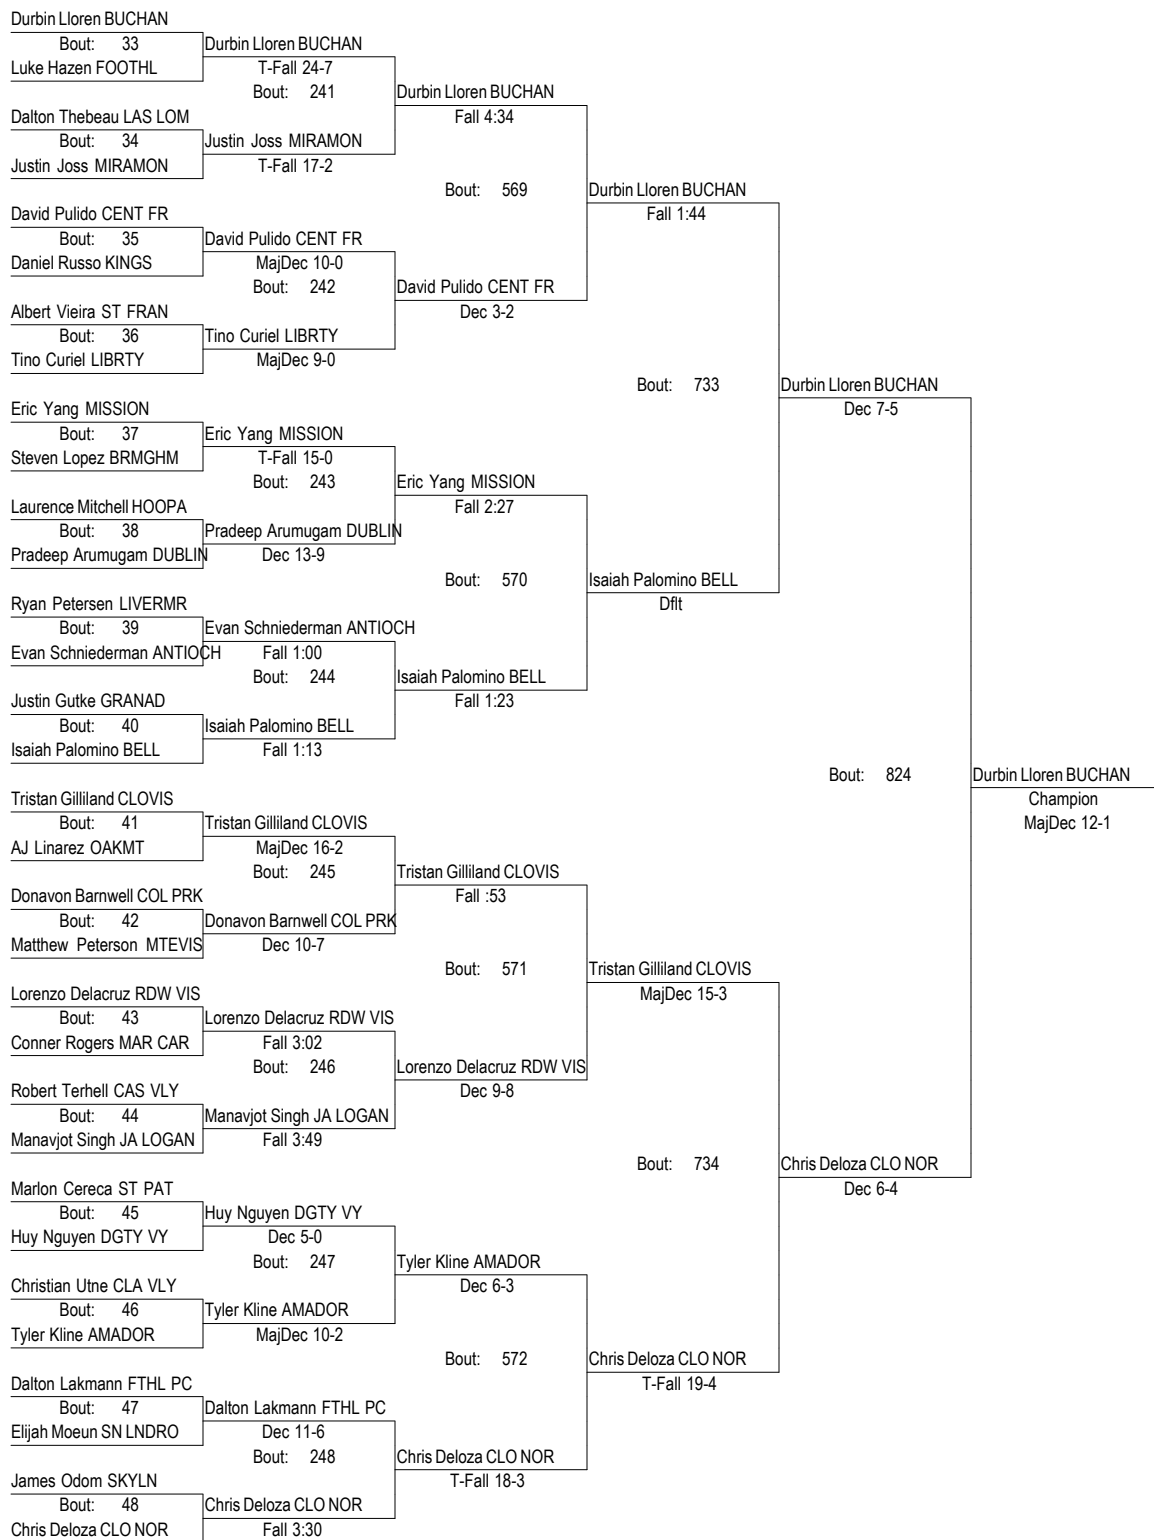 Durbin Lloren BUCHAN
Bout: 33
Durbin Lloren BUCHAN
Luke Hazen FOOTHL
T-Fall 24-7
Bout: 241
Durbin Lloren BUCHAN
Dalton Thebeau LAS LOM
Fall 4:34
Bout: 34
Justin Joss MIRAMON
Justin Joss MIRAMON
T-Fall 17-2
Bout: 569
Durbin Lloren BUCHAN
David Pulido CENT FR
Fall 1:44
Bout: 35
David Pulido CENT FR
Daniel Russo KINGS
MajDec 10-0
Bout: 242
David Pulido CENT FR
Albert Vieira ST FRAN
Dec 3-2
Bout: 36
Tino Curiel LIBRTY
Tino Curiel LIBRTY
MajDec 9-0
Bout: 733
Durbin Lloren BUCHAN
Eric Yang MISSION
Dec 7-5
Bout: 37
Eric Yang MISSION
Steven Lopez BRMGHM
T-Fall 15-0
Bout: 243
Eric Yang MISSION
Laurence Mitchell HOOPA
Fall 2:27
Bout: 38
Pradeep Arumugam DUBLIN
Pradeep Arumugam DUBLIN
Dec 13-9
Bout: 570
Isaiah Palomino BELL
Ryan Petersen LIVERMR
Dflt
Bout: 39
Evan Schniederman ANTIOCH
Evan Schniederman ANTIOCH
Fall 1:00
Bout: 244
Isaiah Palomino BELL
Justin Gutke GRANAD
Fall 1:23
Bout: 40
Isaiah Palomino BELL
Isaiah Palomino BELL
Fall 1:13
Bout: 824
Durbin Lloren BUCHAN
Tristan Gilliland CLOVIS
Champion
Bout: 41
Tristan Gilliland CLOVIS
MajDec 12-1
AJ Linarez OAKMT
MajDec 16-2
Bout: 245
Tristan Gilliland CLOVIS
Donavon Barnwell COL PRK
Fall :53
Bout: 42
Donavon Barnwell COL PRK
Matthew Peterson MTEVIS
Dec 10-7
Bout: 571
Tristan Gilliland CLOVIS
Lorenzo Delacruz RDW VIS
MajDec 15-3
Bout: 43
Lorenzo Delacruz RDW VIS
Conner Rogers MAR CAR
Fall 3:02
Bout: 246
Lorenzo Delacruz RDW VIS
Robert Terhell CAS VLY
Dec 9-8
Bout: 44
Manavjot Singh JA LOGAN
Manavjot Singh JA LOGAN
Fall 3:49
Bout: 734
Chris Deloza CLO NOR
Marlon Cereca ST PAT
Dec 6-4
Bout: 45
Huy Nguyen DGTY VY
Huy Nguyen DGTY VY
Dec 5-0
Bout: 247
Tyler Kline AMADOR
Christian Utne CLA VLY
Dec 6-3
Bout: 46
Tyler Kline AMADOR
Tyler Kline AMADOR
MajDec 10-2
Bout: 572
Chris Deloza CLO NOR
Dalton Lakmann FTHL PC
T-Fall 19-4
Bout: 47
Dalton Lakmann FTHL PC
Elijah Moeun SN LNDRO
Dec 11-6
Bout: 248
Chris Deloza CLO NOR
James Odom SKYLN
T-Fall 18-3
Bout: 48
Chris Deloza CLO NOR
Chris Deloza CLO NOR
Fall 3:30